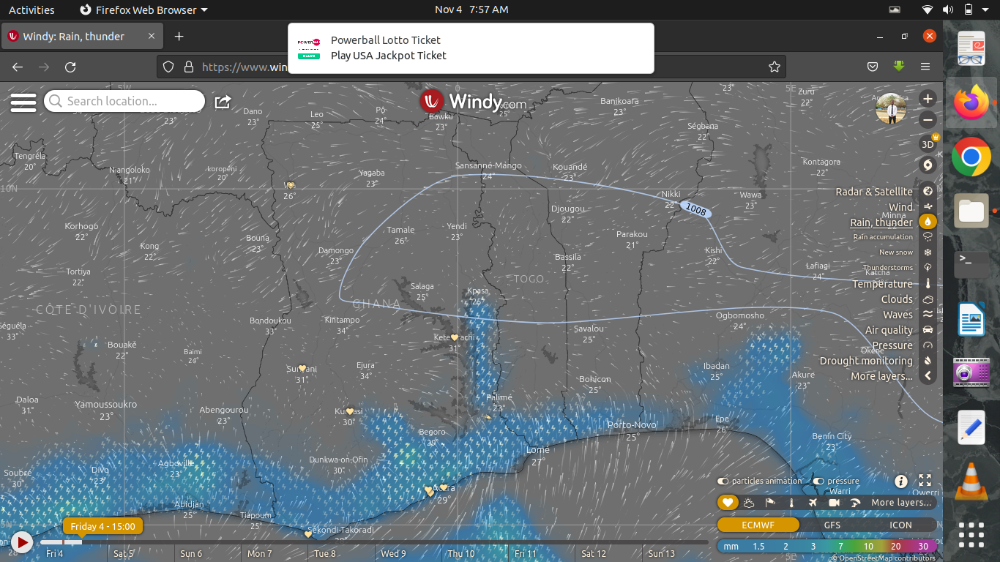 Activities
Firefox Web Browser
Nov 4 7:57 AM
Windy: Rain, thunder
Powerball Lotto Ticket
Play USA Jackpot Ticket
https://www.win
Search location...
Windy.com
5W
0
5E
23°
Zuru
22°
Banikoara
23°
25°
Dano
23°
Leo
25°
Pô
24°
Bawku
23°
23°
Ségbana
22°
3D
Tengréla
20°
Niangoloko
21°
Loropéni
20°
Yagaba
23°
Sansanné-Mango
24°
Kouandé
23°
Kontagora
22°
10N
26°
Nikki
22°
1008
Wawa
23°
Radar & Satellite
Wind
Minna
Rain, thunder
Rain accumulation
New snow
Thunderstorms
Katcha
Temperature
Clouds
Waves
Air quality
Pressure
Okene
Drought monitoring
More layers...
Djougou
22°
Korhogo
22°
Kong
22°
Bouna
23°
Tamale
26°
Yendi
23°
Damongo
23°
Parakou
21°
Kishi
22°
Bassila
22°
Lafiagi
24°
Tortiya
22°
Salaga
25°
TOGO
Kpasa
26°
CÔTE D'IVOIRE
GHANA
Séguéla
33°
Bondoukou
33°
Kintampo
34°
Ogbomosho
24°
Savalou
25°
Bouaké
22°
Baimi
24°
31°
31°
Ejura
34°
Ibadan
25°
Akure
23°
Bohicon
25°
Daloa
31°
Yamoussoukro
23°
Abengourou
23°
30°
Palimé
23°
Porto-Novo
25°
Epe
26°
Begoro
29°
Benin City
23°
Lomé
27°
Soubré
30°
Divo
23°
Agboville
23°
Dunkwa-on-Ofin
30°
Accra
29°
Abidjan
25°
Tiapoum
25°
Sekondi-Takoradi
28°
particles animation
pressure
Warri
Owerri
More layers...
5N
Friday 4 - 15:00
ECMWF
GFS
ICON
mm 1.5 2 3 7 10 20 30
5E
© OpenStreetMap contributors
Fri 4
Sat 5
Sun 6
Mon 7
Tue 8
Wed 9
Thu 10
Fri 11
Sat 12
Sun 13